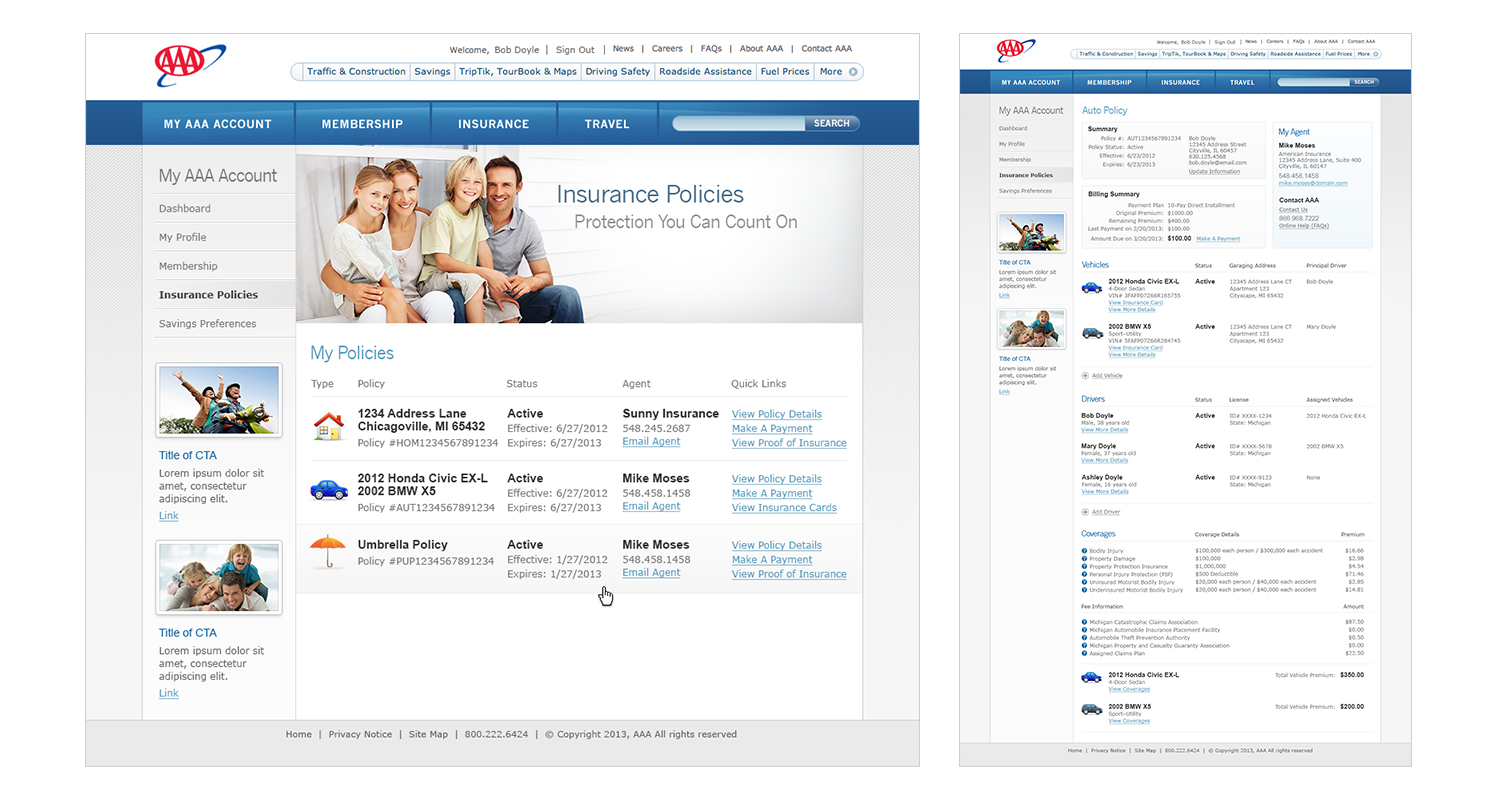 AAA
Welcome, Bob Doyle | Sign Out | News | Careers | FAQs | About AAA | Contact AAA
Traffic & Construction | Savings | TripTik, TourBook & Maps | Driving Safety | Roadside Assistance | Fuel Prices | More
MY AAA ACCOUNT MEMBERSHIP INSURANCE TRAVEL SEARCH
My AAA Account
Dashboard
My Profile
Membership
Insurance Policies
Savings Preferences
Title of CTA
Lorem ipsum dolor sit
amet, consectetur
adipiscing elit.
Link
Title of CTA
Lorem ipsum dolor sit
amet, consectetur
adipiscing elit.
Link
Insurance Policies
Protection You Can Count On
My Policies
Type Policy Status Agent Quick Links
1234 Address Lane Active Sunny Insurance View Policy Details
Chicagoville, MI 65432 Effective: 6/27/2012 548.245.2687 Make A Payment
Policy #HOM1234567891234 Expires: 6/27/2013 Email Agent View Proof of Insurance
2012 Honda Civic EX-L Active Mike Moses View Policy Details
2002 BMW X5 Effective: 6/27/2012 548.458.1458 Make A Payment
Policy #AUT1234567891234 Expires: 6/27/2013 Email Agent View Insurance Cards
Umbrella Policy Active Mike Moses View Policy Details
Policy #PUP1234567891234 Effective: 1/27/2012 548.458.1458 Make A Payment
Expires: 1/27/2013 Email Agent View Proof of Insurance
Home | Privacy Notice | Site Map | 800.222.6424 | © Copyright 2013, AAA All rights reserved
AAA
Welcome, Bob Doyle | Sign Out | News | Careers | FAQs | About AAA | Contact AAA
Traffic & Construction | Savings | TripTik, TourBook & Maps | Driving Safety | Roadside Assistance | Fuel Prices | More
MY AAA ACCOUNT MEMBERSHIP INSURANCE TRAVEL SEARCH
My AAA Account
Dashboard
My Profile
Membership
Insurance Policies
Savings Preferences
Title of CTA
Lorem ipsum dolor sit
amet, consectetur
adipiscing elit.
Link
Title of CTA
Lorem ipsum dolor sit
amet, consectetur
adipiscing elit.
Link
Auto Policy
Summary
Policy #: AUT1234567891234 Bob Doyle
Policy Status: Active 12345 Address Street
Effective: 6/23/2012 Cityville, IL 60457
Expires: 6/23/2013 630.125.4568
bob.doyle@email.com
Update Information
Billing Summary
Payment Plan 10-Pay Direct Installment
Original Premium: $1000.00
Remaining Premium: $400.00
Last Payment on 2/20/2013: $100.00
Amount Due on 3/20/2013: $100.00 Make A Payment
My Agent
Mike Moses
American Insurance
12345 Address Lane, Suite 400
Cityville, IL 60147
548.458.1458
mike.moses@domain.com
Contact AAA
Contact Us
866.968.7222
Online Help (FAQs)
Vehicles Status Garaging Address Principal Driver
2012 Honda Civic EX-L Active 12345 Address Lane CT Bob Doyle
4-Door Sedan Apartment 123
VIN# 3FAFP07Z66R165755 Cityscape, MI 65432
View Insurance Card
View More Details
2002 BMW X5 Active 12345 Address Lane CT Mary Doyle
Sport-Utility Apartment 123
VIN# 5FAFP07Z66R284745 Cityscape, MI 65432
View Insurance Card
View More Details
Add Vehicle
Drivers Status License Assigned Vehicles
Bob Doyle Active ID# XXXX-1234 2012 Honda Civic EX-L
Male, 38 years old State: Michigan
View More Details
Mary Doyle Active ID# XXXX-5678 2002 BMW X5
Female, 37 years old State: Michigan
View More Details
Ashley Doyle Active ID# XXXX-9123 None
Female, 16 years old State: Michigan
View More Details
Add Driver
Coverages Coverage Details Premium
Bodily Injury $100,000 each person / $300,000 each accident $16.66
Property Damage $100,000 $2.98
Property Protection Insurance $1,000,000 $4.54
Personal Injury Protection (PIP) $500 Deductible $71.46
Uninsured Motorist Bodily Injury $20,000 each person / $40,000 each accident $3.85
Underinsured Motorist Bodily Injury $20,000 each person / $40,000 each accident $14.81
Fee Information Amount
Michigan Catastrophic Claims Association $87.50
Michigan Automobile Insurance Placement Facility $0.00
Automobile Theft Prevention Authority $0.50
Michigan Property and Casualty Guaranty Association $0.00
Assigned Claims Plan $22.50
2012 Honda Civic EX-L Total Vehicle Premium: $350.00
4-Door Sedan
View Coverages
2002 BMW X5 Total Vehicle Premium: $200.00
Sport-Utility
View Coverages
Home | Privacy Notice | Site Map | 800.222.6424 | © Copyright 2013, AAA All rights reserved